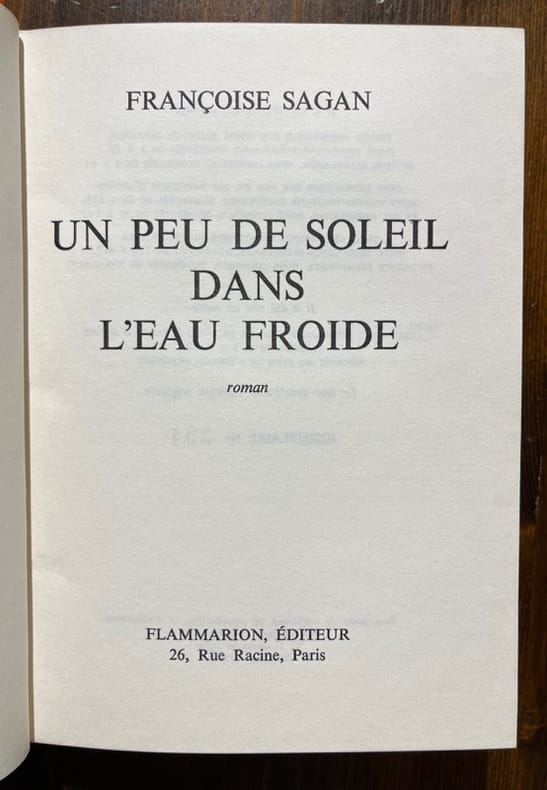 FRANÇOISE SAGAN
UN PEU DE SOLEIL
DANS
L'EAU FROIDE
roman
FLAMMARION, ÉDITEUR
26, Rue Racine, Paris